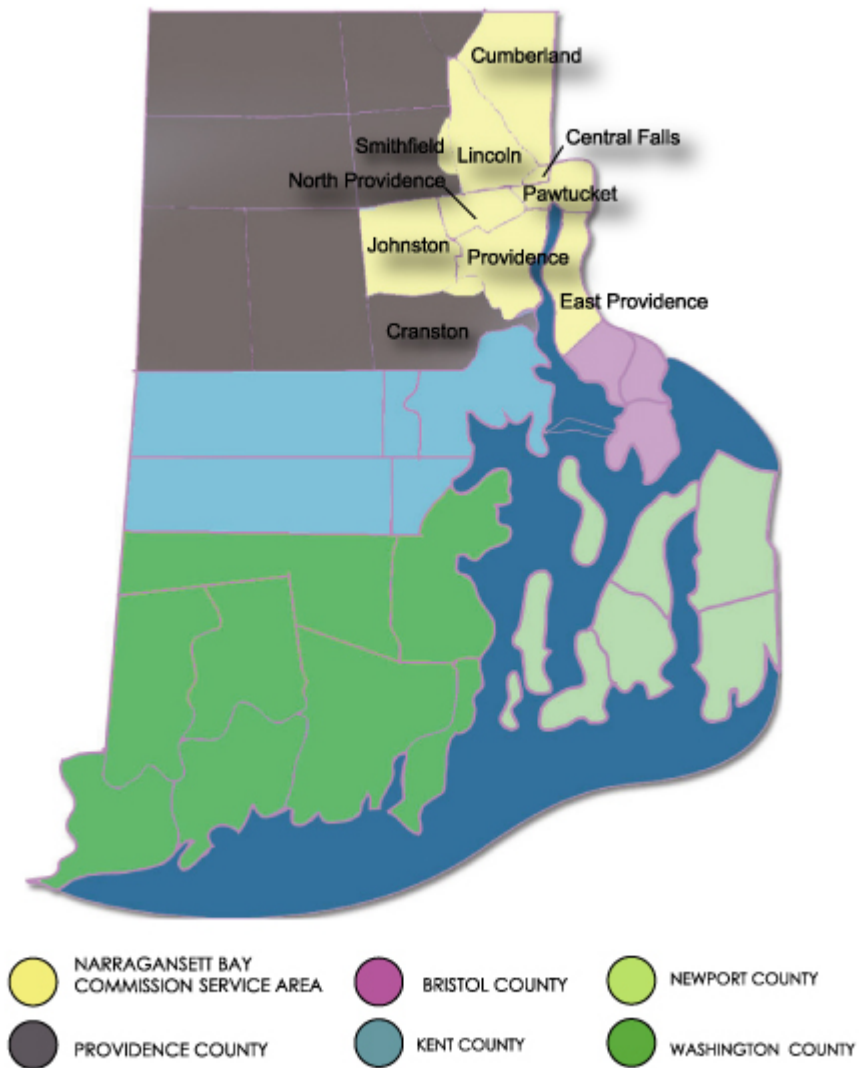 Cumberland
Central Falls
Smithfield
Lincoln
North Providence
Pawtucket
Johnston
Providence
East Providence
Cranston
NARRAGANSETT BAY
COMMISSION SERVICE AREA
BRISTOL COUNTY
NEWPORT COUNTY
PROVIDENCE COUNTY
KENT COUNTY
WASHINGTON COUNTY